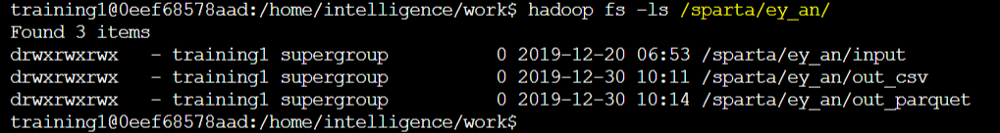 training1@0eef68578aad:/home/intelligence/work$ hadoop fs -ls /sparta/ey_an/
Found 3 items
drwxrwxrwx   - training1 supergroup          0 2019-12-20 06:53 /sparta/ey_an/input
drwxrwxrwx   - training1 supergroup          0 2019-12-30 10:11 /sparta/ey_an/out_csv
drwxrwxrwx   - training1 supergroup          0 2019-12-30 10:14 /sparta/ey_an/out_parquet
training1@0eef68578aad:/home/intelligence/work$